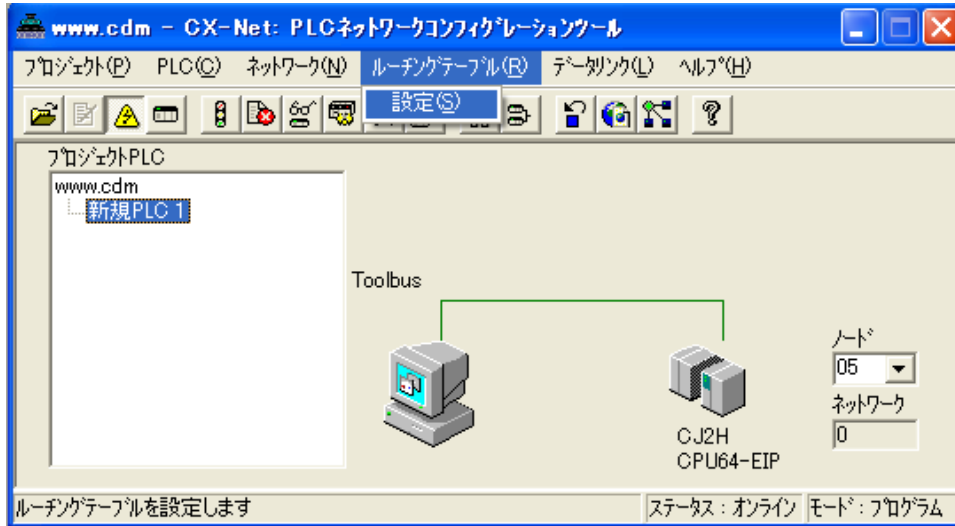 www.cdm - CX-Net: PLCネットワークコンフィグレーションツール
プロジェクト(P) PLC(C) ネットワーク(N) ルーチングテーブル(R) データリンク(L) ヘルプ(H)
設定(S)
プロジェクトPLC
www.cdm
新規PLC 1
Toolbus
ノード
05
ネットワーク
0
CJ2H
CPU64-EIP
ルーチングテーブルを設定します
ステータス : オンライン
モード : プログラム